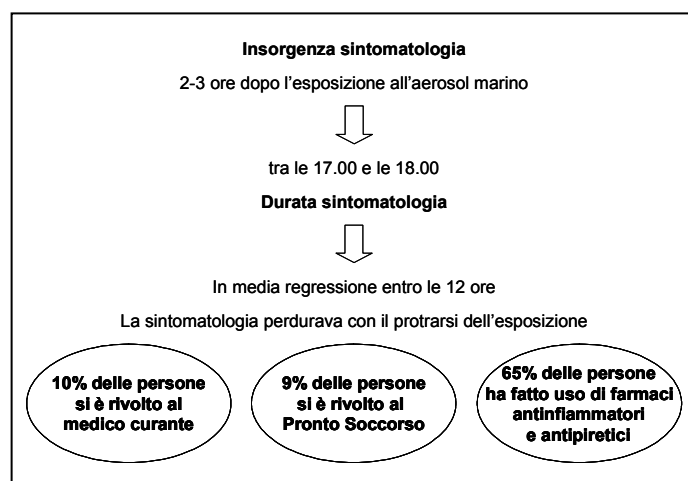 Insorgenza sintomatologia
2-3 ore dopo l'esposizione all'aerosol marino
tra le 17.00 e le 18.00
Durata sintomatologia
In media regressione entro le 12 ore
La sintomatologia perdurava con il protrarsi dell'esposizione
10% delle persone
si è rivolto al
medico curante
9% delle persone
si è rivolto al
Pronto Soccorso
65% delle persone
ha fatto uso di farmaci
antinfiammatori
e antipiretici